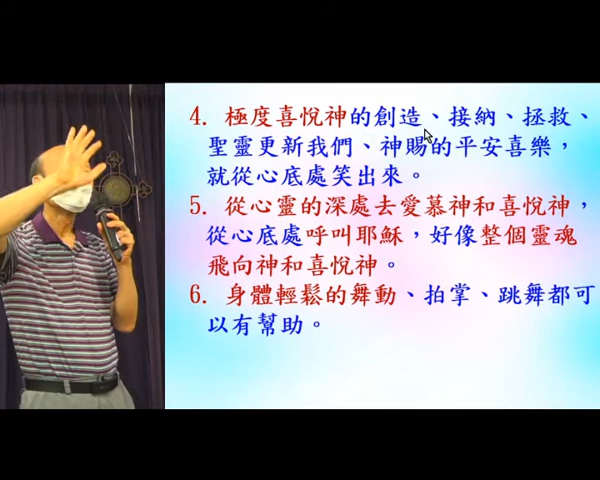 4. 極度喜悅神的創造、接納、拯救、
聖靈更新我們、神賜的平安喜樂，
就從心底處笑出來。
5. 從心靈的深處去愛慕神和喜悅神，
從心底處呼叫耶穌，好像整個靈魂
飛向神和喜悅神。
6. 身體輕鬆的舞動、拍掌、跳舞都可
以有幫助。